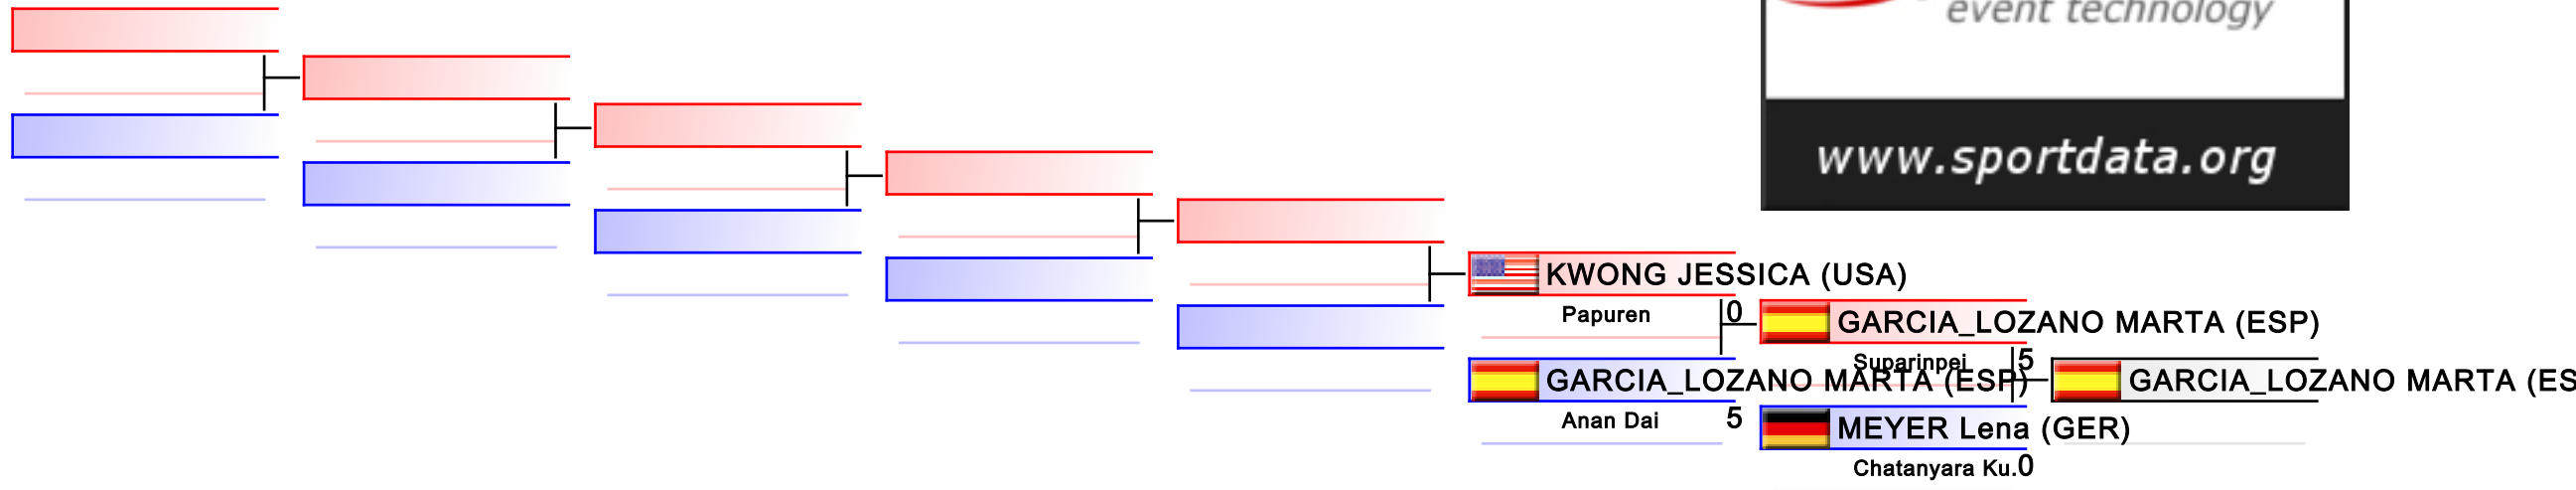 event technology
www.sportdata.org
KWONG JESSICA (USA)
Papuren 0
GARCIA_LOZANO MARTA (ESP)
Suparinpei 5
GARCIA_LOZANO MARTA (ESP)
Anan Dai 5
GARCIA_LOZANO MARTA (ES
MEYER Lena (GER)
Chatanyara Ku. 0